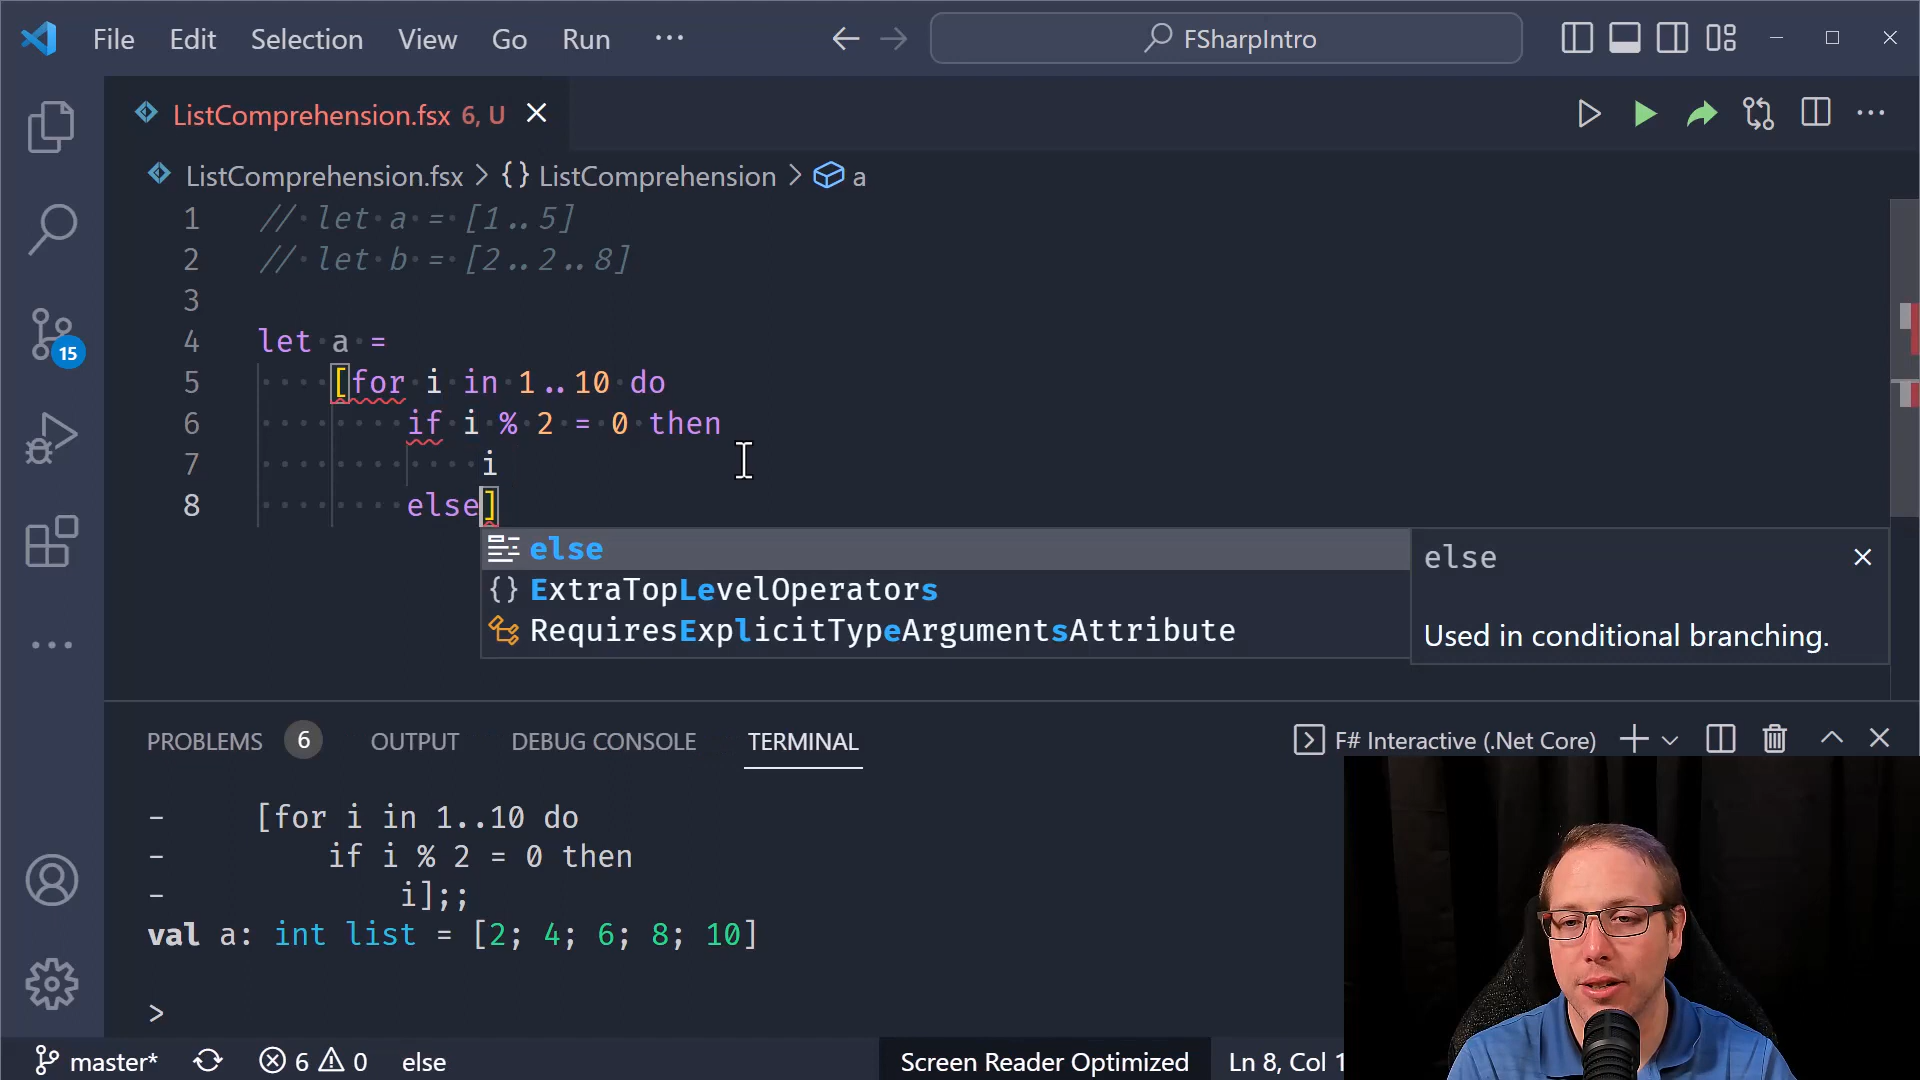 File Edit Selection View Go Run ··· FSharpIntro
ListComprehension.fsx 6, U
ListComprehension.fsx > {} ListComprehension > a
1 // let a = [1..5]
2 // let b = [2..2..8]
3
4 let a =
5 [for i in 1..10 do
6 if i % 2 = 0 then
7 i
8 else]
else
ExtraTopLevelOperators
RequiresExplicitTypeArgumentsAttribute
else
Used in conditional branching.
15
PROBLEMS 6 OUTPUT DEBUG CONSOLE TERMINAL F# Interactive (.Net Core)
- [for i in 1..10 do
- if i % 2 = 0 then
- i];;
val a: int list = [2; 4; 6; 8; 10]
>
master* 6 0 else Screen Reader Optimized Ln 8, Col 1